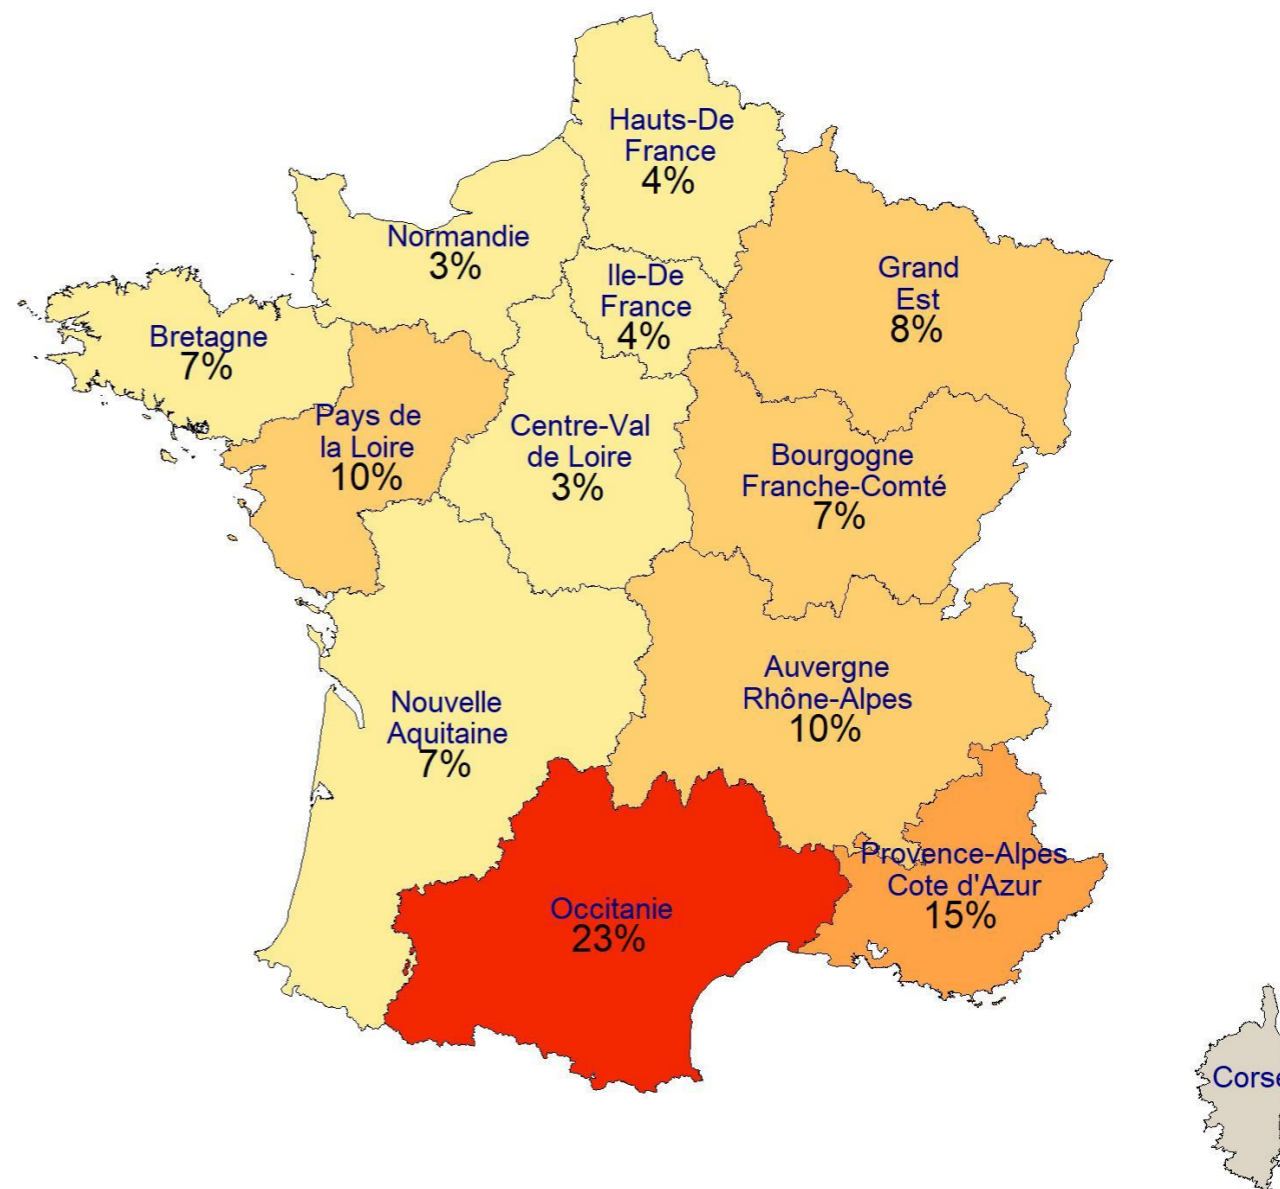 Hauts-De
France
4%
Normandie
3%
Ile-De
France
4%
Grand
Est
8%
Bretagne
7%
Pays de
la Loire
10%
Centre-Val
de Loire
3%
Bourgogne
Franche-Comté
7%
Auvergne
Rhône-Alpes
10%
Nouvelle
Aquitaine
7%
Provence-Alpes
Cote d'Azur
15%
Occitanie
23%
Corse